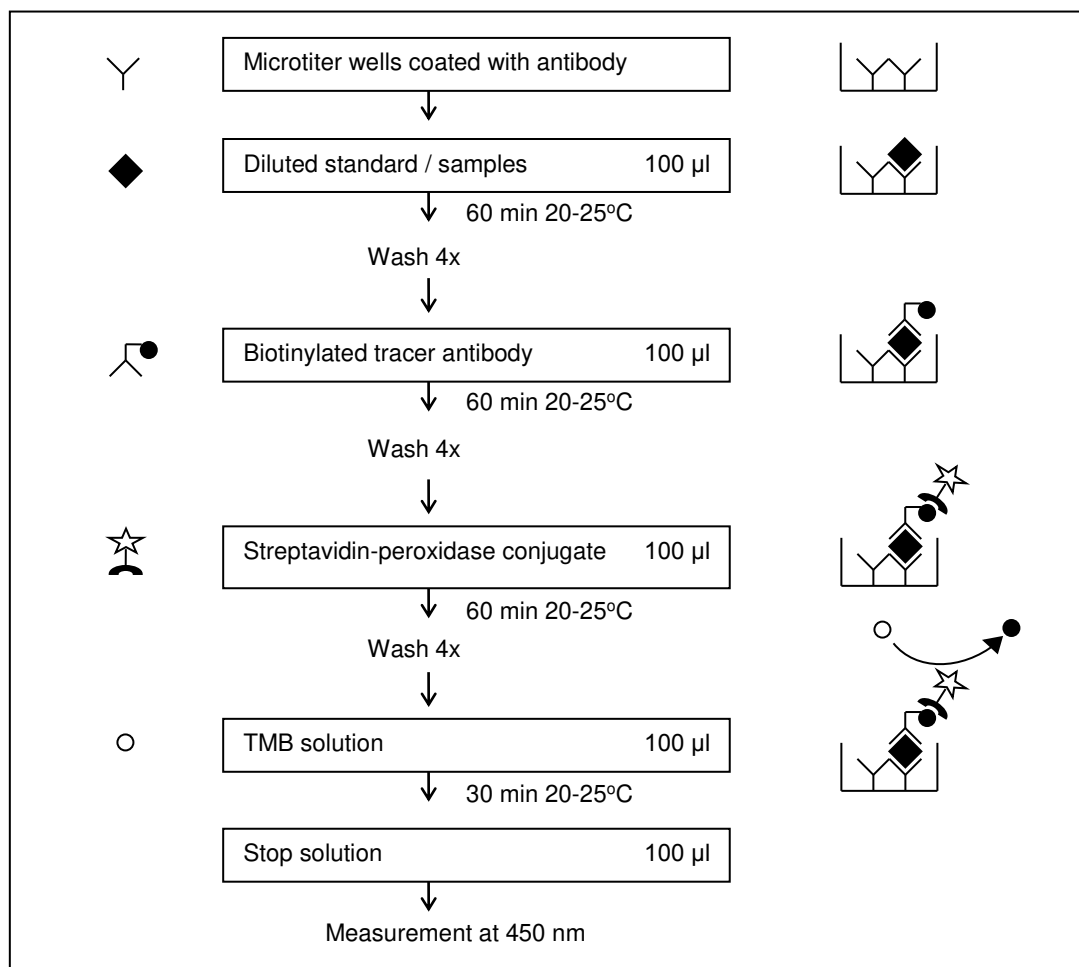 Microtiter wells coated with antibody
Diluted standard / samples 100 µl
60 min 20-25°C
Wash 4x
Biotinylated tracer antibody 100 µl
60 min 20-25°C
Wash 4x
Streptavidin-peroxidase conjugate 100 µl
60 min 20-25°C
Wash 4x
TMB solution 100 µl
30 min 20-25°C
Stop solution 100 µl
Measurement at 450 nm